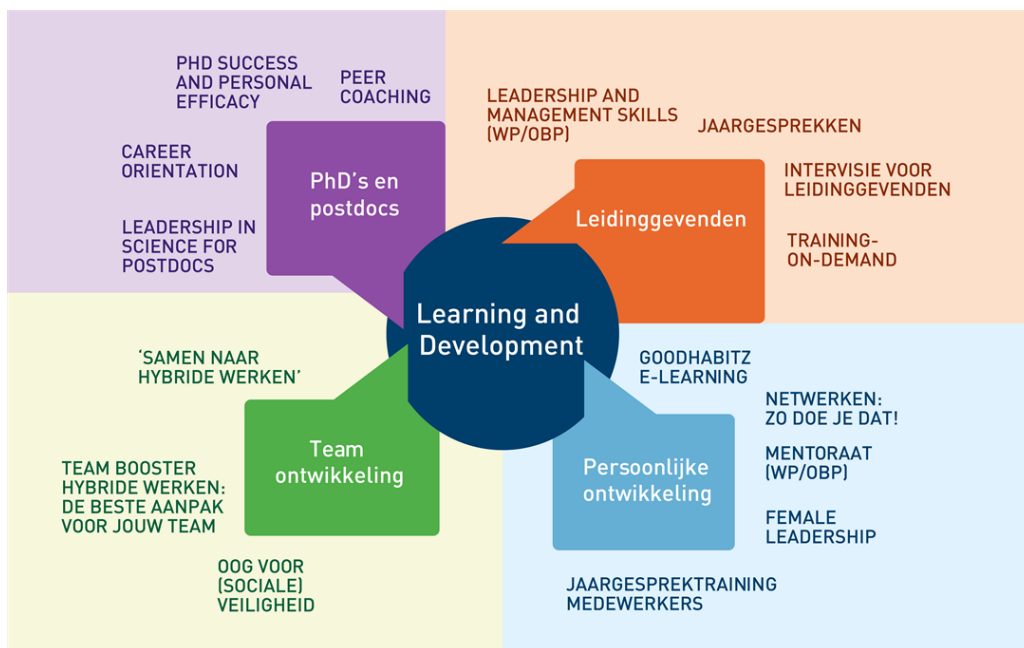 PHD SUCCESS
AND PERSONAL
EFFICACY
PEER
COACHING
CAREER
ORIENTATION
LEADERSHIP IN
SCIENCE FOR
POSTDOCS
PhD's en
postdocs
LEADERSHIP AND
MANAGEMENT SKILLS
(WP/OBP)
JAARGESPREKKEN
INTERVISIE VOOR
LEIDINGGEVENDEN
TRAINING-
ON-DEMAND
Leidinggevenden
Learning and
Development
'SAMEN NAAR
HYBRIDE WERKEN'
TEAM BOOSTER
HYBRIDE WERKEN:
DE BESTE AANPAK
VOOR JOUW TEAM
OOG VOOR
(SOCIALE)
VEILIGHEID
Team
ontwikkeling
GOODHABITZ
E-LEARNING
NETWERKEN:
ZO DOE JE DAT!
MENTORAAT
(WP/OBP)
FEMALE
LEADERSHIP
JAARGESPREKTRAINING
MEDEWERKERS
Persoonlijke
ontwikkeling